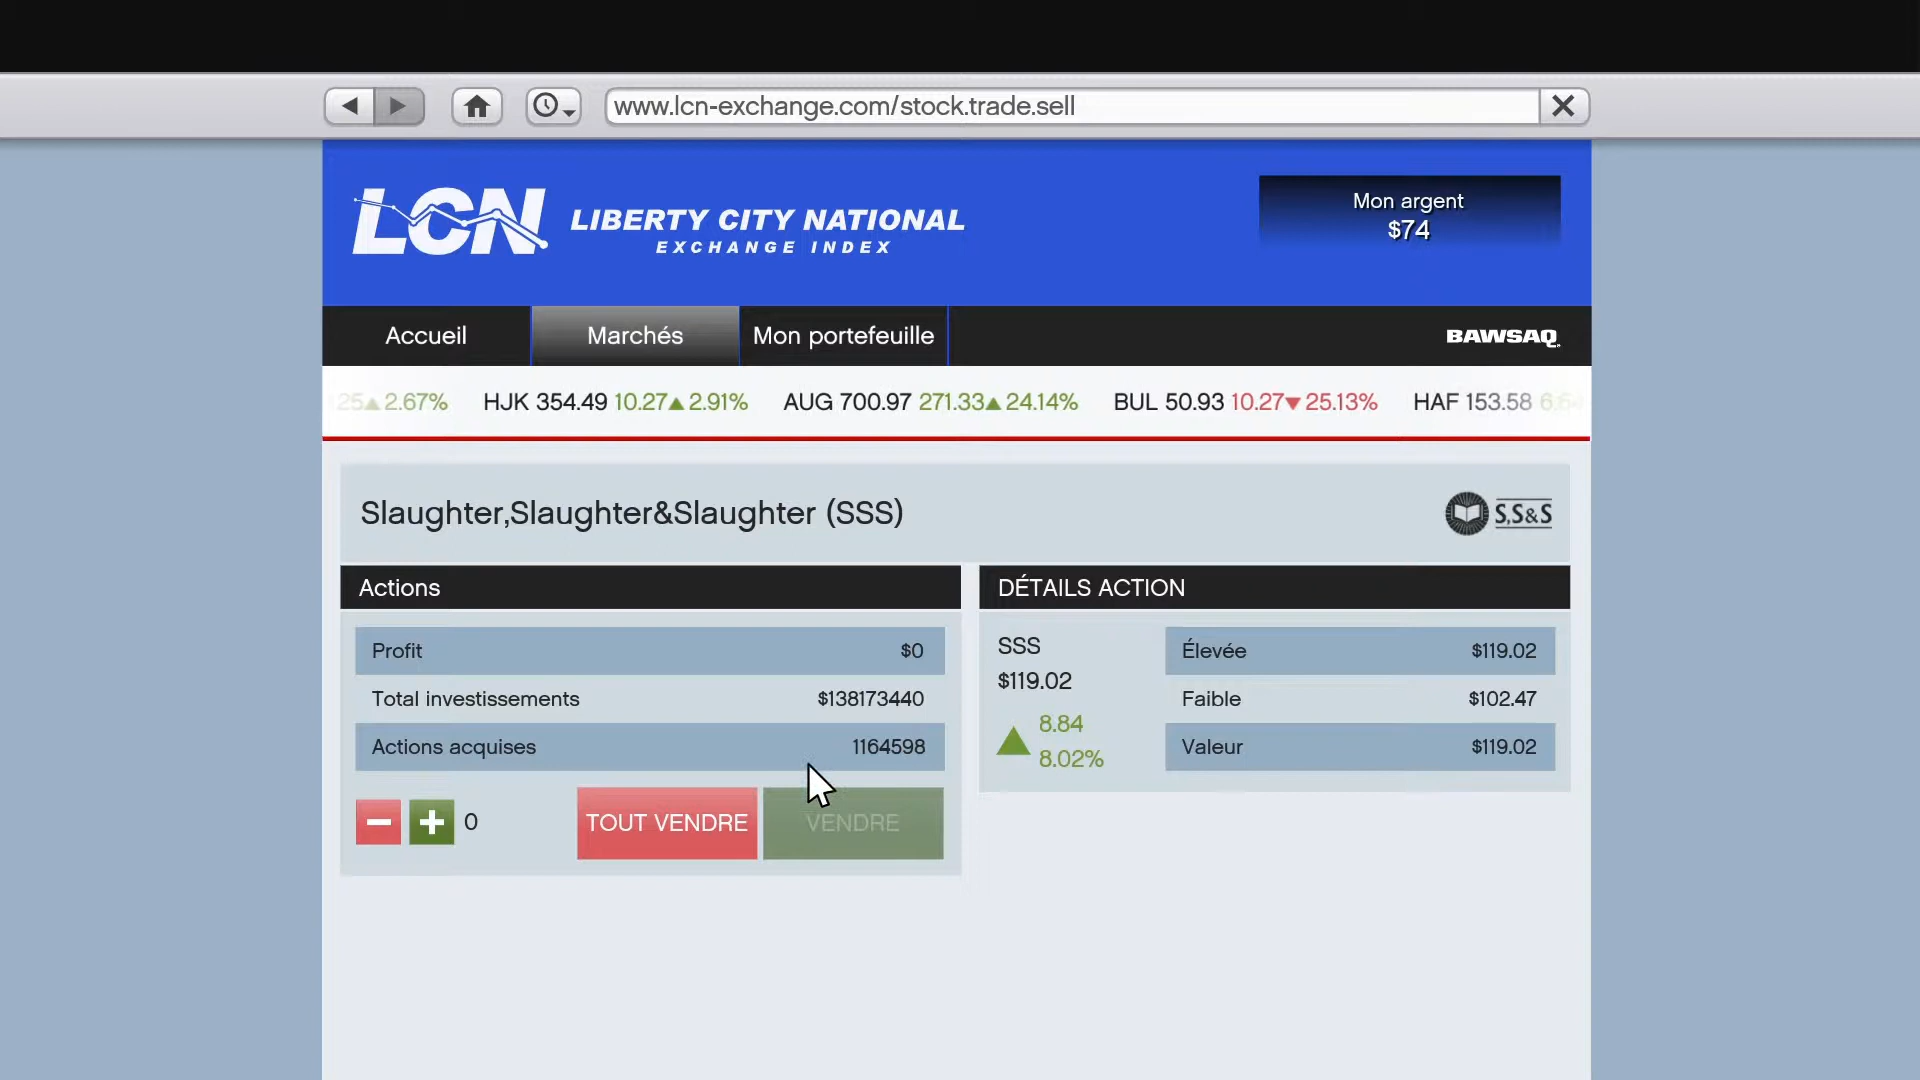 www.lcn-exchange.com/stock.trade.sell
LCN
LIBERTY CITY NATIONAL
EXCHANGE INDEX
Mon argent
$74
Accueil
Marchés
Mon portefeuille
BAWSAQ
25▲2.67% HJK 354.49 10.27▲2.91% AUG 700.97 271.33▲24.14% BUL 50.93 10.27▼25.13% HAF 153.58
Slaughter,Slaughter&Slaughter (SSS)
S,S&S
Actions
Profit $0
Total investissements $138173440
Actions acquises 1164598
0
TOUT VENDRE
VENDRE
DÉTAILS ACTION
SSS
$119.02
8.84
8.02%
Élevée $119.02
Faible $102.47
Valeur $119.02